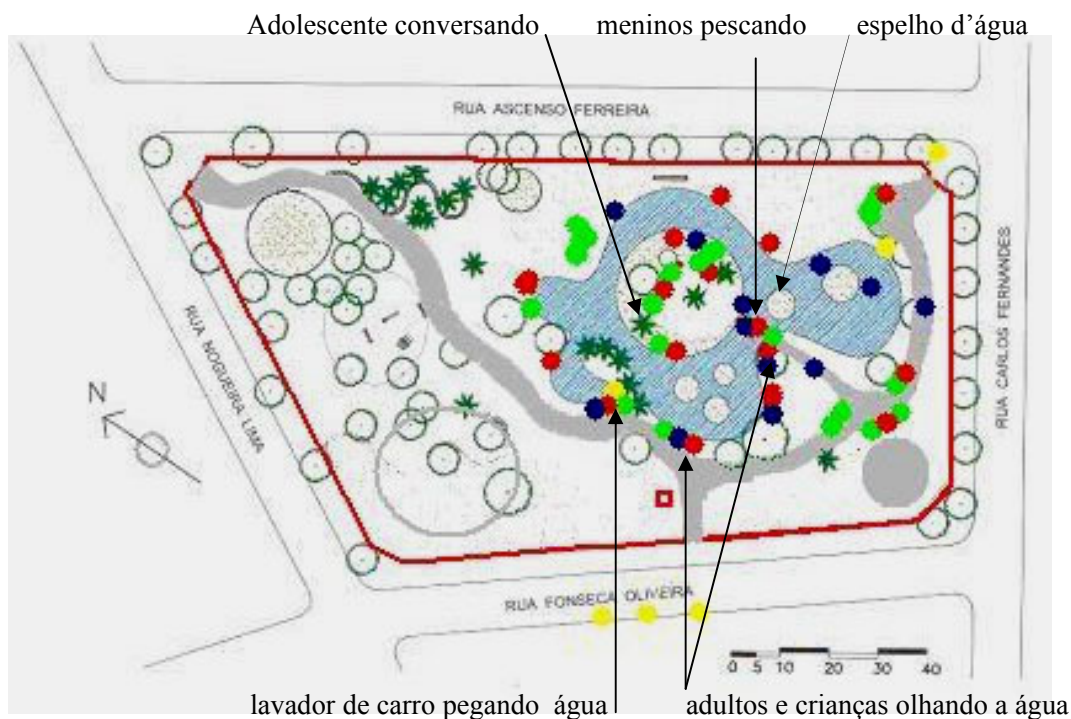 Adolescente conversando meninos pescando espelho d’água
RUA ASCENSO FERREIRA
RUA CARLOS FERNANDES
RUA NOGUEIRA LIMA
N
RUA FONSECA OLIVEIRA
0 5 10 20 30 40
lavador de carro pegando água adultos e crianças olhando a água